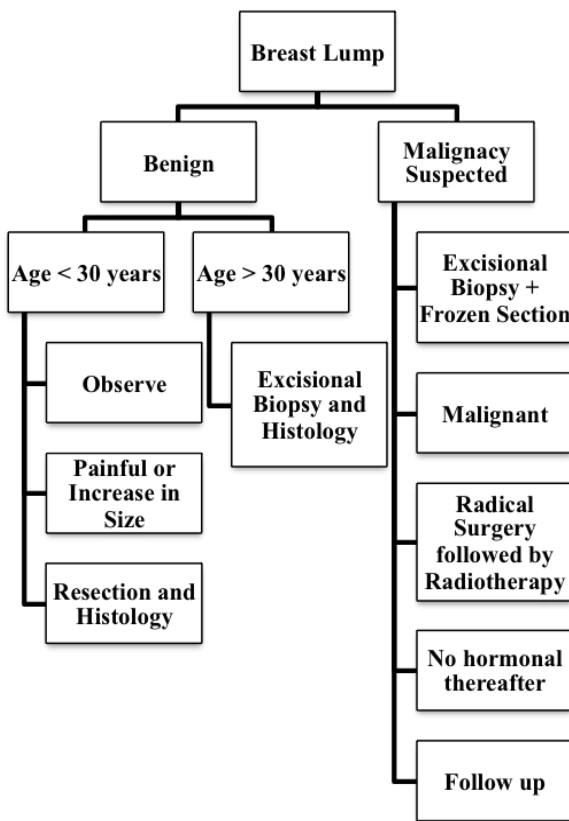 Breast Lump
Benign
Malignacy
Suspected
Age < 30 years
Age > 30 years
Observe
Painful or
Increase in
Size
Resection and
Histology
Excisional
Biopsy and
Histology
Excisional
Biopsy +
Frozen Section
Malignant
Radical
Surgery
followed by
Radiotherapy
No hormonal
thereafter
Follow up